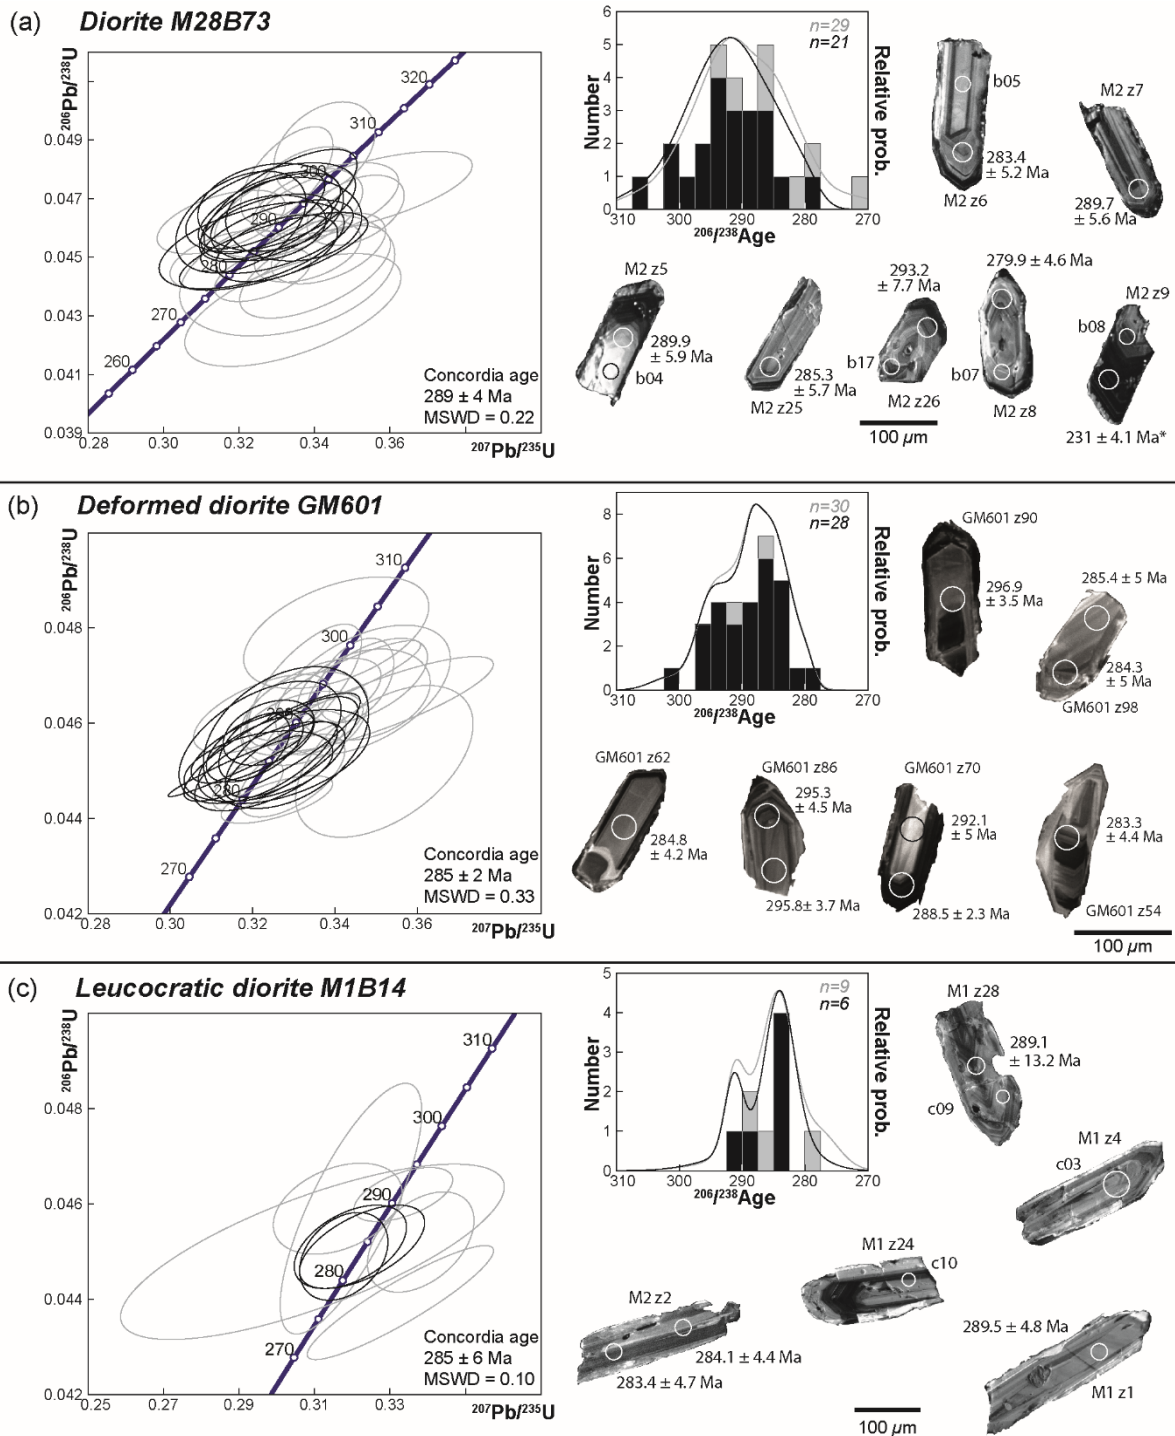 (a) Diorite M28B73
206Pb/238U
0.049
0.047
0.045
0.043
0.041
0.039
320
310
300
290
280
270
260
Concordia age
289 ± 4 Ma
MSWD = 0.22
0.28 0.30 0.32 0.34 0.36
207Pb/235U
Number
6
5
4
3
2
1
0
n=29
n=21
Relative prob.
310 300 290 280 270
206/238Age
b05
283.4
± 5.2 Ma
M2 z6
M2 z7
289.7
± 5.6 Ma
M2 z5
289.9
± 5.9 Ma
b04
285.3
± 5.7 Ma
M2 z25
293.2
± 7.7 Ma
b17
M2 z26
279.9 ± 4.6 Ma
b07
M2 z8
M2 z9
b08
231 ± 4.1 Ma*
100 µm
(b) Deformed diorite GM601
206Pb/238U
0.048
0.046
0.044
0.042
310
300
280
270
Concordia age
285 ± 2 Ma
MSWD = 0.33
0.28 0.30 0.32 0.34 0.36
207Pb/235U
Number
8
6
4
2
0
n=30
n=28
Relative prob.
310 300 290 280 270
206/238Age
GM601 z90
296.9
± 3.5 Ma
285.4 ± 5 Ma
284.3
± 5 Ma
GM601 z98
GM601 z62
284.8
± 4.2 Ma
GM601 z86
295.3
± 4.5 Ma
295.8± 3.7 Ma
GM601 z70
292.1
± 5 Ma
288.5 ± 2.3 Ma
283.3
± 4.4 Ma
GM601 z54
100 µm
(c) Leucocratic diorite M1B14
206Pb/238U
0.048
0.046
0.044
0.042
310
300
290
280
270
Concordia age
285 ± 6 Ma
MSWD = 0.10
0.25 0.27 0.29 0.31 0.33
207Pb/235U
Number
5
4
3
2
1
0
n=9
n=6
Relative prob.
310 300 290 280 270
206/238Age
M1 z28
289.1
± 13.2 Ma
c09
M1 z4
c03
M1 z24
c10
M2 z2
284.1 ± 4.4 Ma
283.4 ± 4.7 Ma
289.5 ± 4.8 Ma
M1 z1
100 µm